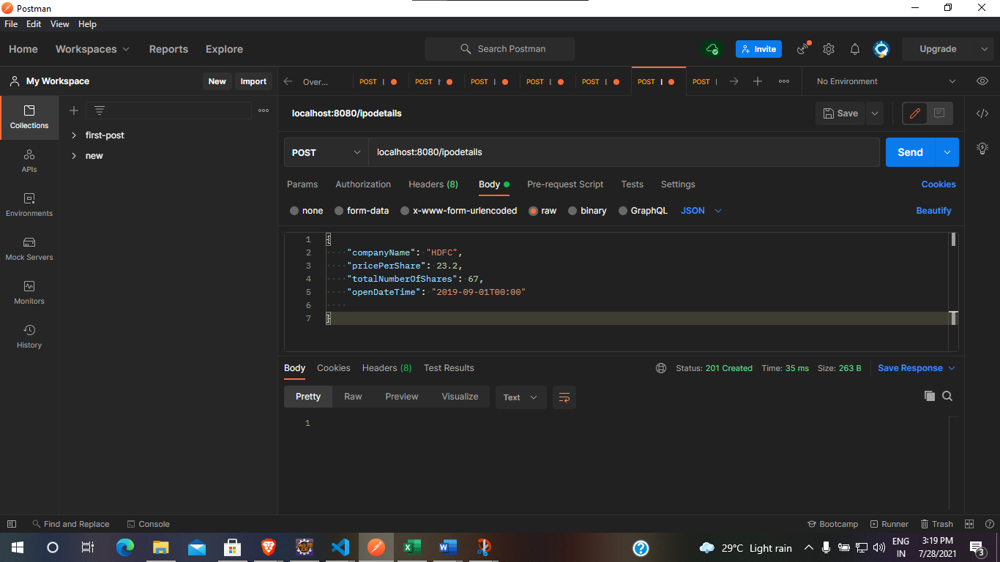 Postman
File Edit View Help
Home Workspaces Reports Explore Search Postman Invite Upgrade
My Workspace New Import Over... POST POST POST POST POST POST POST No Environment
Collections
APIs
Environments
Mock Servers
Monitors
History
first-post
new
localhost:8080/ipodetails Save
POST localhost:8080/ipodetails Send
Params Authorization Headers (8) Body Pre-request Script Tests Settings Cookies
none form-data x-www-form-urlencoded raw binary GraphQL JSON Beautify
1 {
2 "companyName": "HDFC",
3 "pricePerShare": 23.2,
4 "totalNumberOfShares": 67,
5 "openDateTime": "2019-09-01T00:00"
6
7 }
Body Cookies Headers (8) Test Results Status: 201 Created Time: 35 ms Size: 263 B Save Response
Pretty Raw Preview Visualize Text
1
Find and Replace Console Bootcamp Runner Trash
Java EE
IDE
29°C Light rain
ENG
IN
3:19 PM
7/28/2021
3